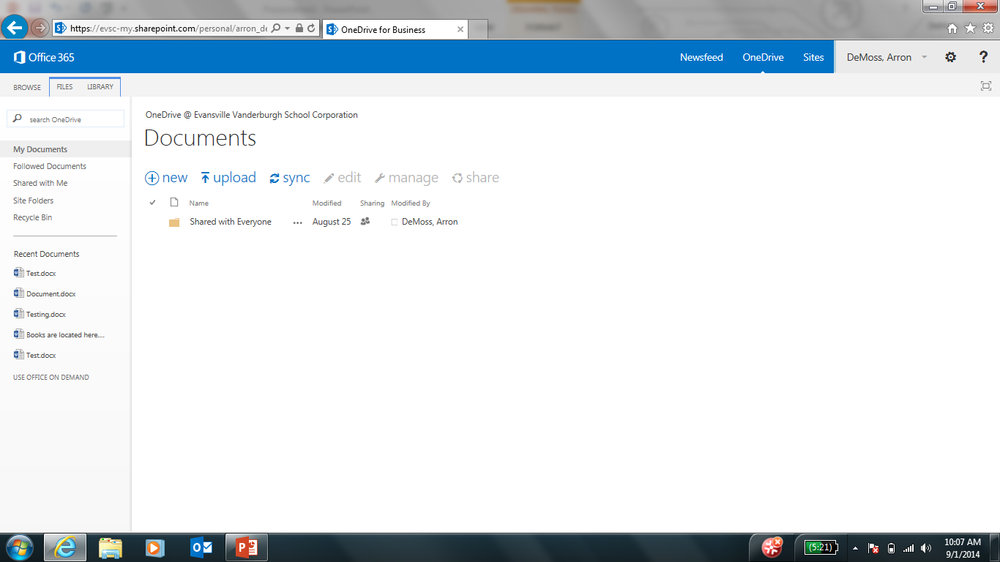 https://evsc-my.sharepoint.com/personal/arron_de
OneDrive for Business
Office 365
Newsfeed
OneDrive
Sites
DeMoss, Arron
BROWSE
FILES
LIBRARY
search OneDrive
My Documents
Followed Documents
Shared with Me
Site Folders
Recycle Bin
Recent Documents
Test.docx
Document.docx
Testing.docx
Books are located here....
Test.docx
USE OFFICE ON DEMAND
OneDrive @ Evansville Vanderburgh School Corporation
Documents
new
upload
sync
edit
manage
share
Name
Modified
Sharing
Modified By
Shared with Everyone
August 25
DeMoss, Arron
(5:21)
10:07 AM
9/1/2014